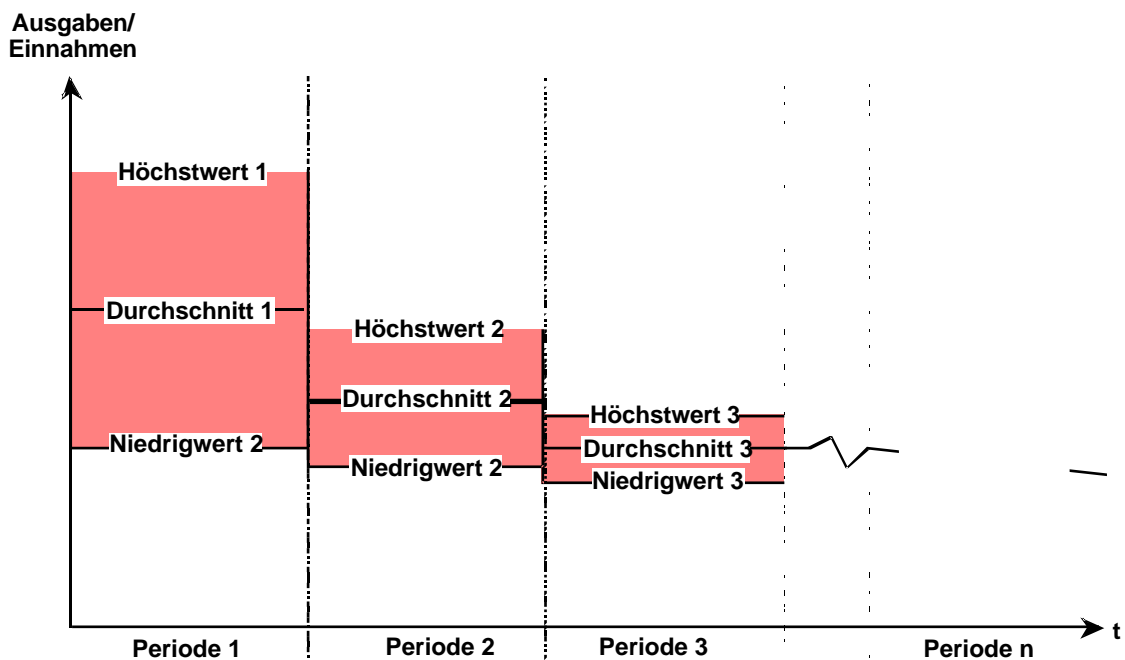 Ausgaben/
Einnahmen
Höchstwert 1
Durchschnitt 1
Niedrigwert 2
Höchstwert 2
Durchschnitt 2
Niedrigwert 2
Höchstwert 3
Durchschnitt 3
Niedrigwert 3
t
Periode 1
Periode 2
Periode 3
Periode n